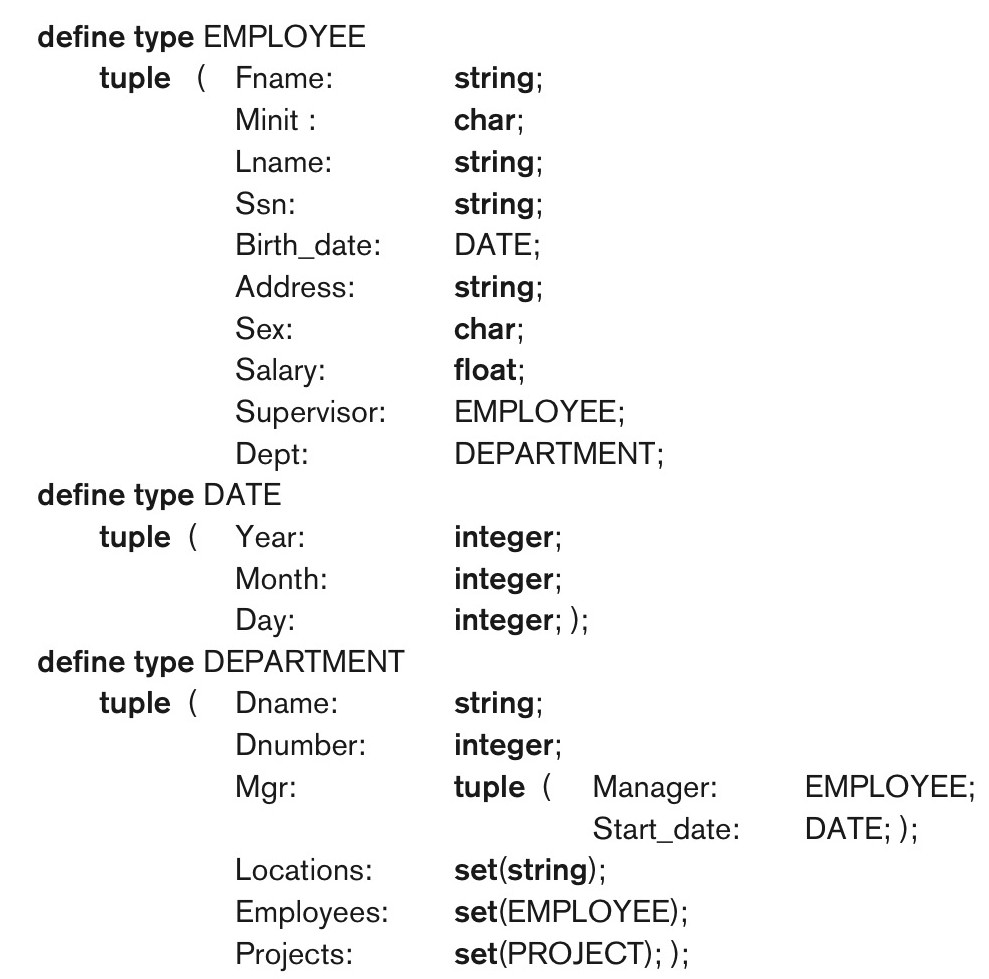 define type EMPLOYEE
tuple ( Fname: string;
Minit : char;
Lname: string;
Ssn: string;
Birth_date: DATE;
Address: string;
Sex: char;
Salary: float;
Supervisor: EMPLOYEE;
Dept: DEPARTMENT;
define type DATE
tuple ( Year: integer;
Month: integer;
Day: integer; );
define type DEPARTMENT
tuple ( Dname: string;
Dnumber: integer;
Mgr: tuple ( Manager: EMPLOYEE;
Start_date: DATE; );
Locations: set(string);
Employees: set(EMPLOYEE);
Projects: set(PROJECT); );